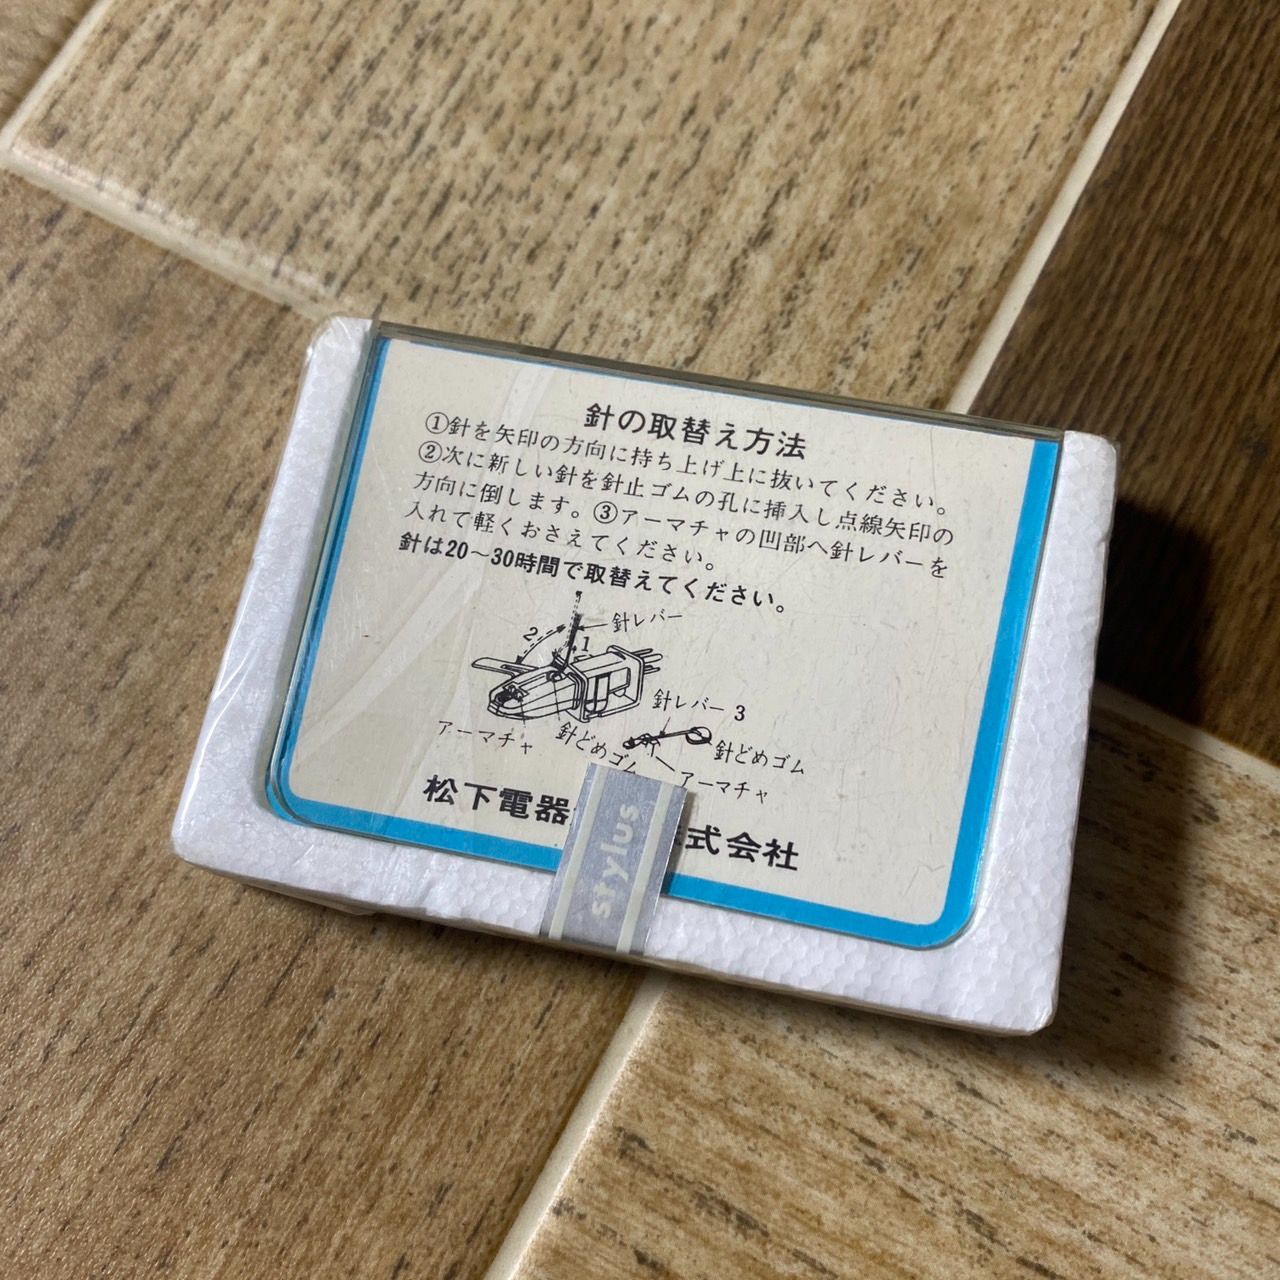 針の取替え方法
①針を矢印の方向に持ち上げ上に抜いてください。
②次に新しい針を針止ゴムの孔に挿入し点線矢印の
方向に倒します。③アーマチャの凹部へ針レバーを
入れて軽くおさえてください。
針は20〜30時間で取替えてください。
針レバー
2
1
針レバー 3
アーマチャ
針どめゴム
針どめゴム
アーマチャ
松下電器 式会社
stylus